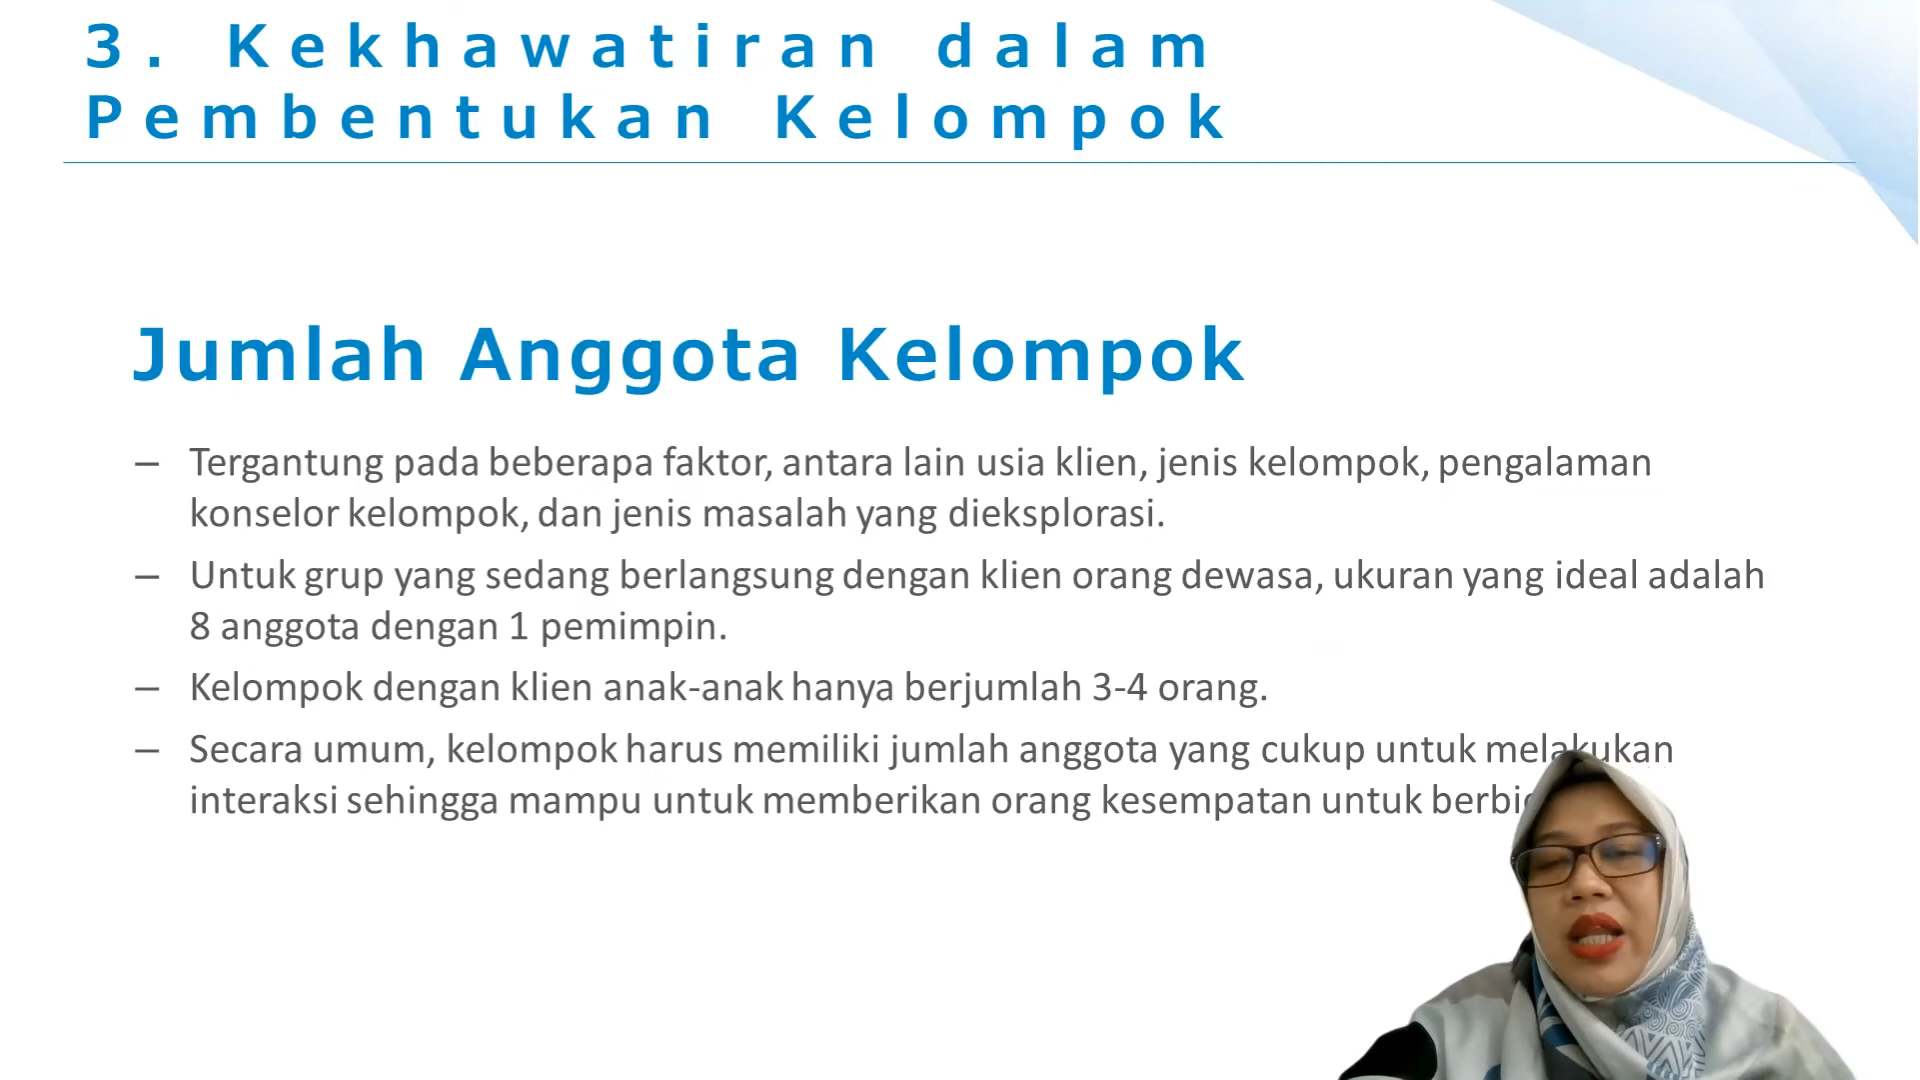 3. Kekhawatiran dalam
Pembentukan Kelompok
Jumlah Anggota Kelompok
– Tergantung pada beberapa faktor, antara lain usia klien, jenis kelompok, pengalaman
konselor kelompok, dan jenis masalah yang dieksplorasi.
– Untuk grup yang sedang berlangsung dengan klien orang dewasa, ukuran yang ideal adalah
8 anggota dengan 1 pemimpin.
– Kelompok dengan klien anak-anak hanya berjumlah 3-4 orang.
– Secara umum, kelompok harus memiliki jumlah anggota yang cukup untuk melakukan
interaksi sehingga mampu untuk memberikan orang kesempatan untuk